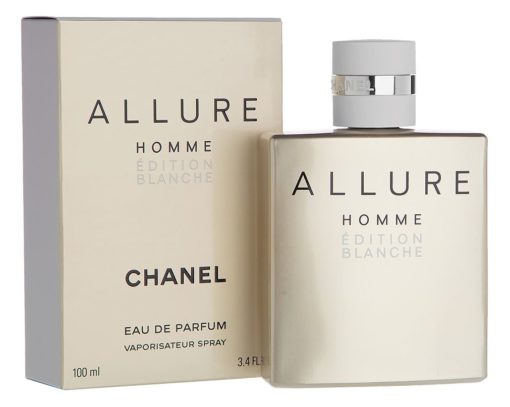 ALLURE
HOMME
ÉDITION
BLANCHE
CHANEL
EAU DE PARFUM
VAPORISATEUR SPRAY
100 ml
3.4 FL
CHANEL
ALLURE
HOMME
ÉDITION
BLANCHE